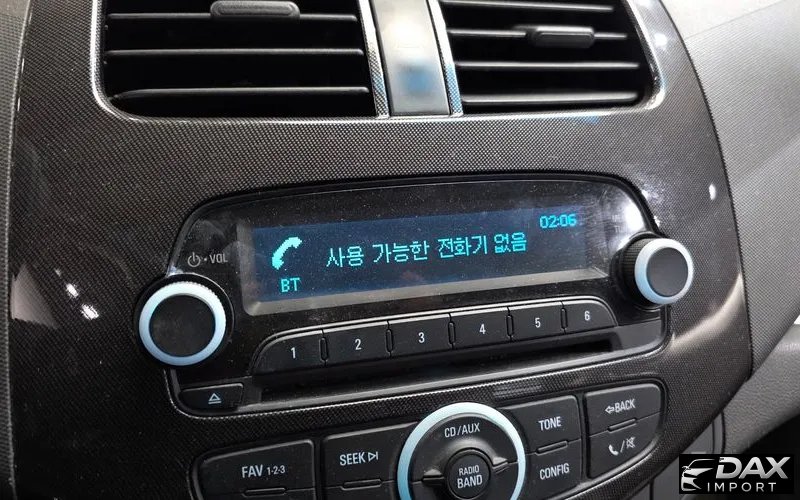 02:06
사용 가능한 전화기 없음
BT
VOL
1 2 3 4 5 6
FAV 1-2-3
SEEK
CD/AUX
RADIO
BAND
TONE
CONFIG
BACK
DAX
IMPORT